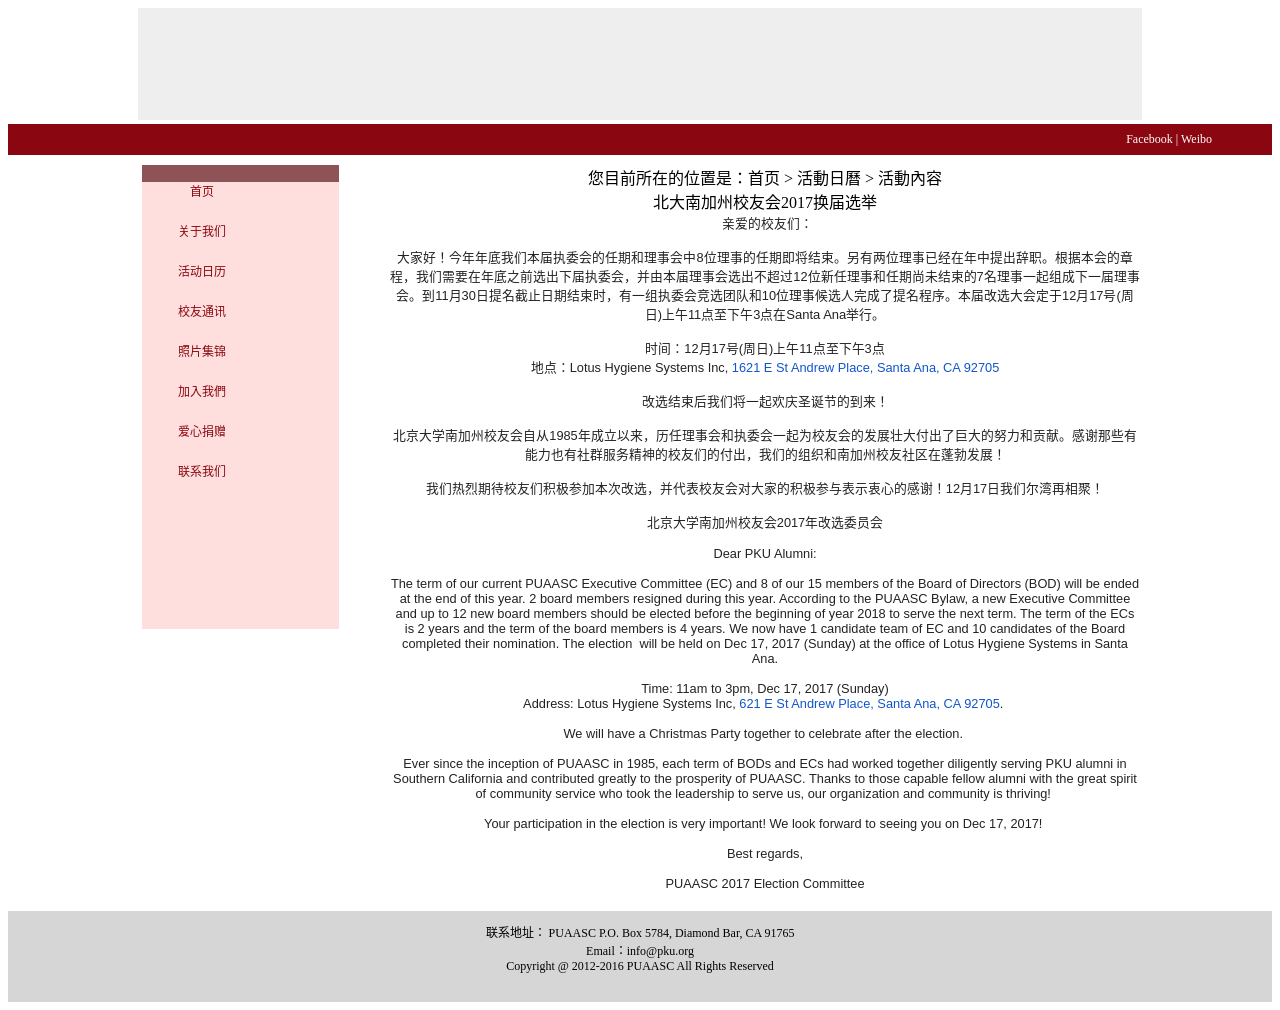 Facebook | Weibo
首页
关于我们
活动日历
校友通讯
照片集锦
加入我們
爱心捐赠
联系我们
您目前所在的位置是：首页 > 活動日曆 > 活動內容
北大南加州校友会2017换届选举
亲爱的校友们：
大家好！今年年底我们本届执委会的任期和理事会中8位理事的任期即将结束。另有两位理事已经在年中提出辞职。根据本会的章
程，我们需要在年底之前选出下届执委会，并由本届理事会选出不超过12位新任理事和任期尚未结束的7名理事一起组成下一届理事
会。到11月30日提名截止日期结束时，有一组执委会竞选团队和10位理事候选人完成了提名程序。本届改选大会定于12月17号(周
日)上午11点至下午3点在Santa Ana举行。
时间：12月17号(周日)上午11点至下午3点
地点：Lotus Hygiene Systems Inc, 1621 E St Andrew Place, Santa Ana, CA 92705
改选结束后我们将一起欢庆圣诞节的到来！
北京大学南加州校友会自从1985年成立以来，历任理事会和执委会一起为校友会的发展壮大付出了巨大的努力和贡献。感谢那些有
能力也有社群服务精神的校友们的付出，我们的组织和南加州校友社区在蓬勃发展！
我们热烈期待校友们积极参加本次改选，并代表校友会对大家的积极参与表示衷心的感谢！12月17日我们尔湾再相聚！
北京大学南加州校友会2017年改选委员会
Dear PKU Alumni:
The term of our current PUAASC Executive Committee (EC) and 8 of our 15 members of the Board of Directors (BOD) will be ended
at the end of this year. 2 board members resigned during this year. According to the PUAASC Bylaw, a new Executive Committee
and up to 12 new board members should be elected before the beginning of year 2018 to serve the next term. The term of the ECs
is 2 years and the term of the board members is 4 years. We now have 1 candidate team of EC and 10 candidates of the Board
completed their nomination. The election will be held on Dec 17, 2017 (Sunday) at the office of Lotus Hygiene Systems in Santa
Ana.
Time: 11am to 3pm, Dec 17, 2017 (Sunday)
Address: Lotus Hygiene Systems Inc, 621 E St Andrew Place, Santa Ana, CA 92705.
We will have a Christmas Party together to celebrate after the election.
Ever since the inception of PUAASC in 1985, each term of BODs and ECs had worked together diligently serving PKU alumni in
Southern California and contributed greatly to the prosperity of PUAASC. Thanks to those capable fellow alumni with the great spirit
of community service who took the leadership to serve us, our organization and community is thriving!
Your participation in the election is very important! We look forward to seeing you on Dec 17, 2017!
Best regards,
PUAASC 2017 Election Committee
联系地址： PUAASC P.O. Box 5784, Diamond Bar, CA 91765
Email：info@pku.org
Copyright @ 2012-2016 PUAASC All Rights Reserved